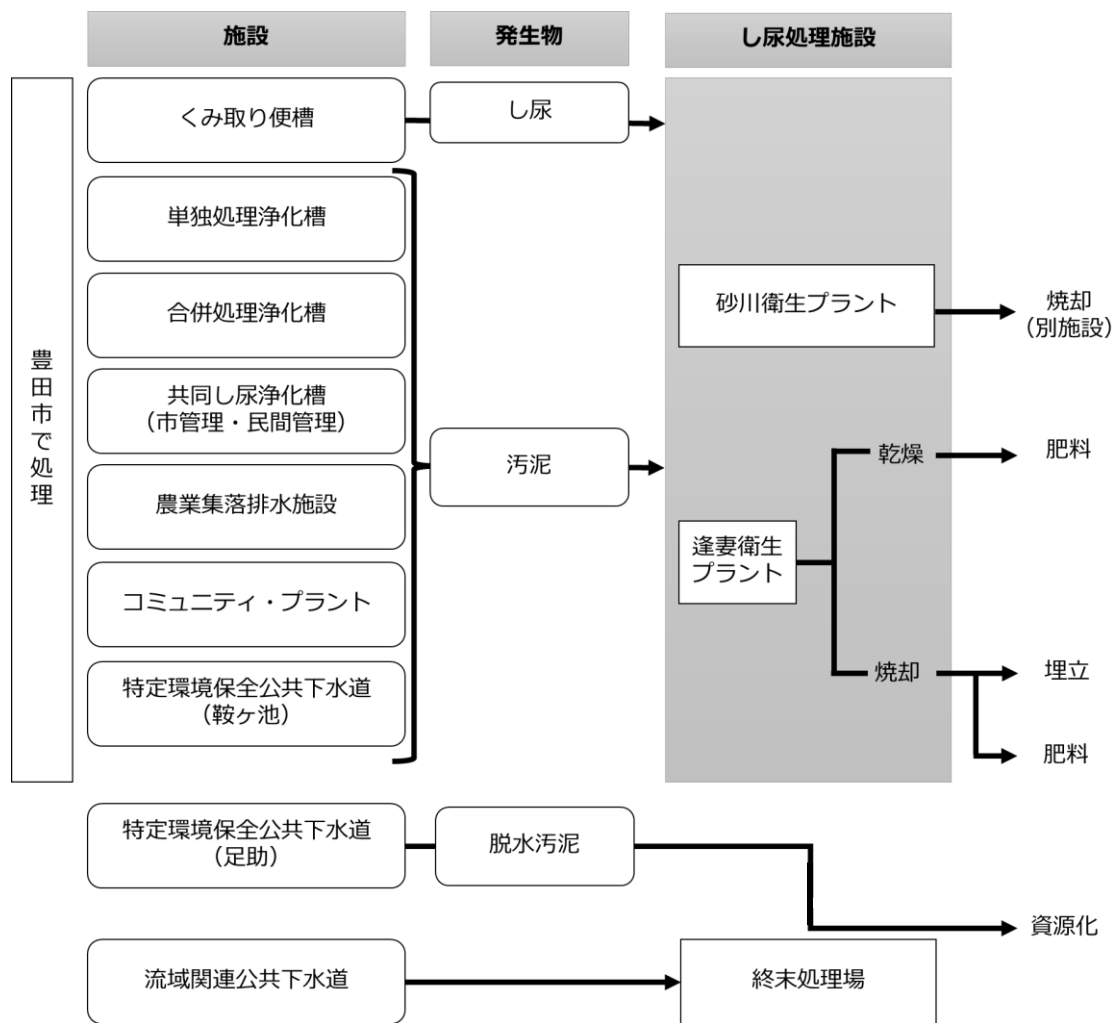 施設
発生物
し尿処理施設
豊田市で処理
くみ取り便槽
し尿
単独処理浄化槽
合併処理浄化槽
砂川衛生プラント
焼却
（別施設）
共同し尿浄化槽
（市管理・民間管理）
汚泥
乾燥
肥料
農業集落排水施設
逢妻衛生
プラント
コミュニティ・プラント
特定環境保全公共下水道
（鞍ヶ池）
焼却
埋立
肥料
特定環境保全公共下水道
（足助）
脱水汚泥
資源化
流域関連公共下水道
終末処理場